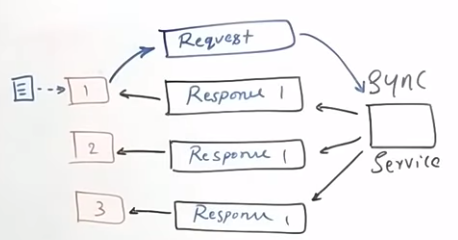 Request
SYNC
1
Response 1
2
Response 1
Service
3
Response 1